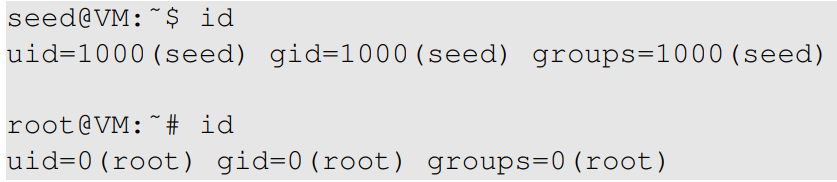 seed@VM:˜$ id
uid=1000(seed) gid=1000(seed) groups=1000(seed)
root@VM:˜# id
uid=0(root) gid=0(root) groups=0(root)